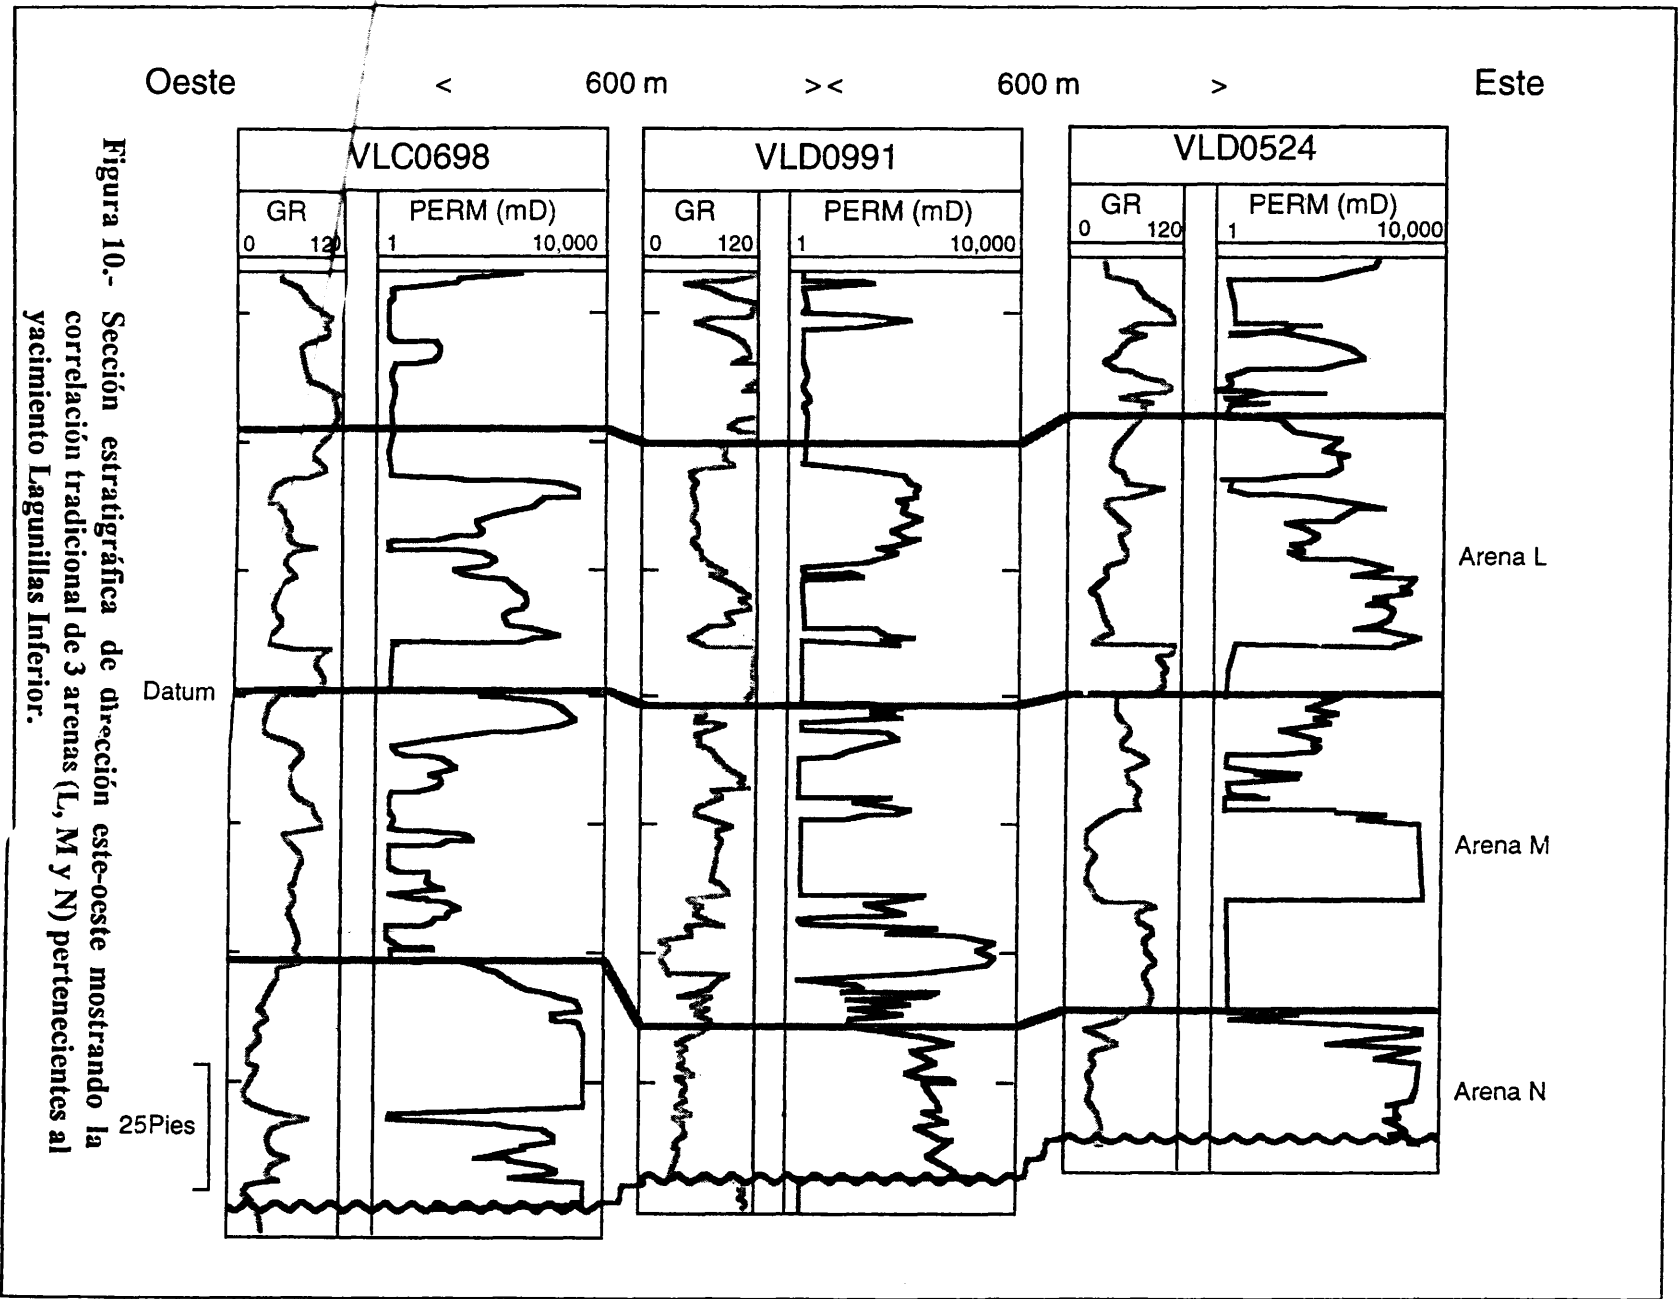 Oeste < 600 m > < 600 m > Este
VLC0698 VLD0991 VLD0524
GR PERM (mD) GR PERM (mD) GR PERM (mD)
0 120 1 10,000 0 120 1 10,000 0 120 1 10,000
Arena L
Datum
Arena M
Arena N
25Pies
Figura 10.- Sección estratigráfica de dirección este-oeste mostrando la
correlación tradicional de 3 arenas (L, M y N) pertenecientes al
yacimiento Lagunillas Inferior.